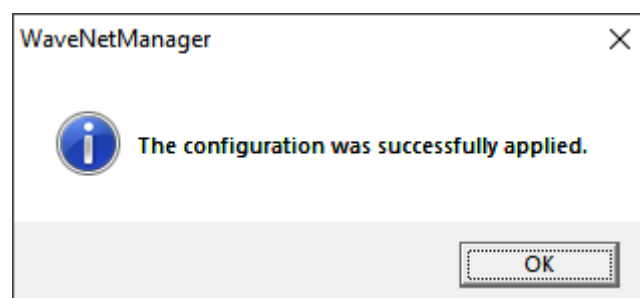 WaveNetManager
The configuration was successfully applied.
OK